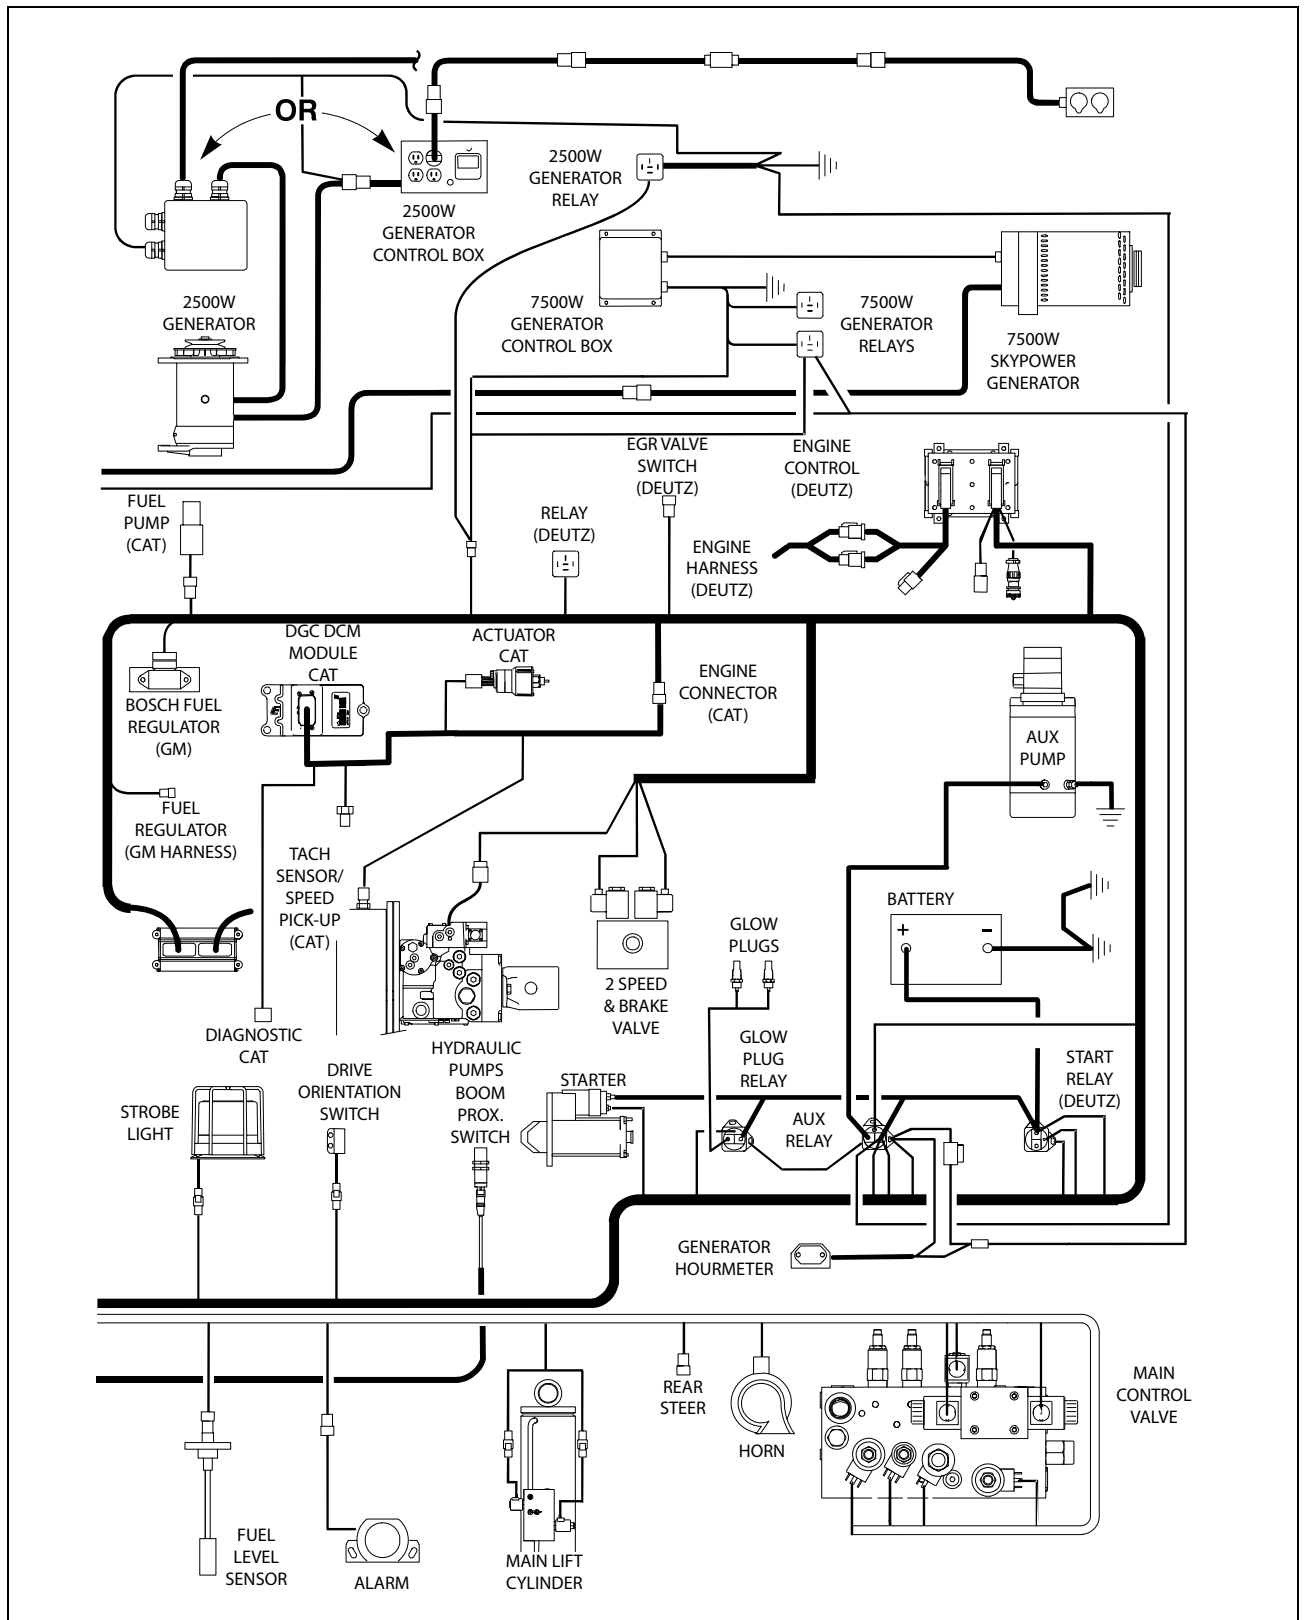 OR
2500W
GENERATOR
RELAY
2500W
GENERATOR
CONTROL BOX
2500W
GENERATOR
7500W
GENERATOR
CONTROL BOX
7500W
GENERATOR
RELAYS
7500W
SKYPOWER
GENERATOR
EGR VALVE
SWITCH
(DEUTZ)
ENGINE
CONTROL
(DEUTZ)
FUEL
PUMP
(CAT)
RELAY
(DEUTZ)
ENGINE
HARNESS
(DEUTZ)
DGC DCM
MODULE
CAT
ACTUATOR
CAT
ENGINE
CONNECTOR
(CAT)
BOSCH FUEL
REGULATOR
(GM)
AUX
PUMP
FUEL
REGULATOR
(GM HARNESS)
TACH
SENSOR/
SPEED
PICK-UP
(CAT)
BATTERY
+
-
GLOW
PLUGS
2 SPEED
& BRAKE
VALVE
DIAGNOSTIC
CAT
HYDRAULIC
PUMPS
BOOM
PROX.
SWITCH
GLOW
PLUG
RELAY
START
RELAY
(DEUTZ)
DRIVE
ORIENTATION
SWITCH
STARTER
STROBE
LIGHT
AUX
RELAY
GENERATOR
HOURMETER
REAR
STEER
HORN
MAIN
CONTROL
VALVE
FUEL
LEVEL
SENSOR
ALARM
MAIN LIFT
CYLINDER